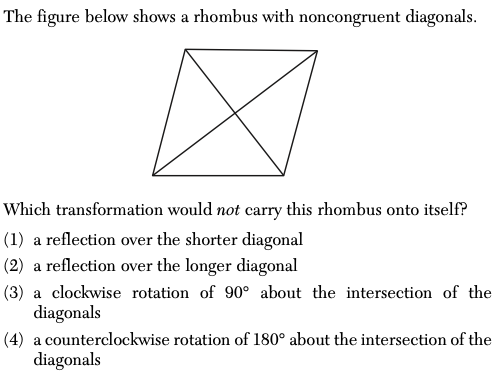 The figure below shows a rhombus with noncongruent diagonals.
Which transformation would not carry this rhombus onto itself?
(1) a reflection over the shorter diagonal
(2) a reflection over the longer diagonal
(3) a clockwise rotation of 90° about the intersection of the
diagonals
(4) a counterclockwise rotation of 180° about the intersection of the
diagonals